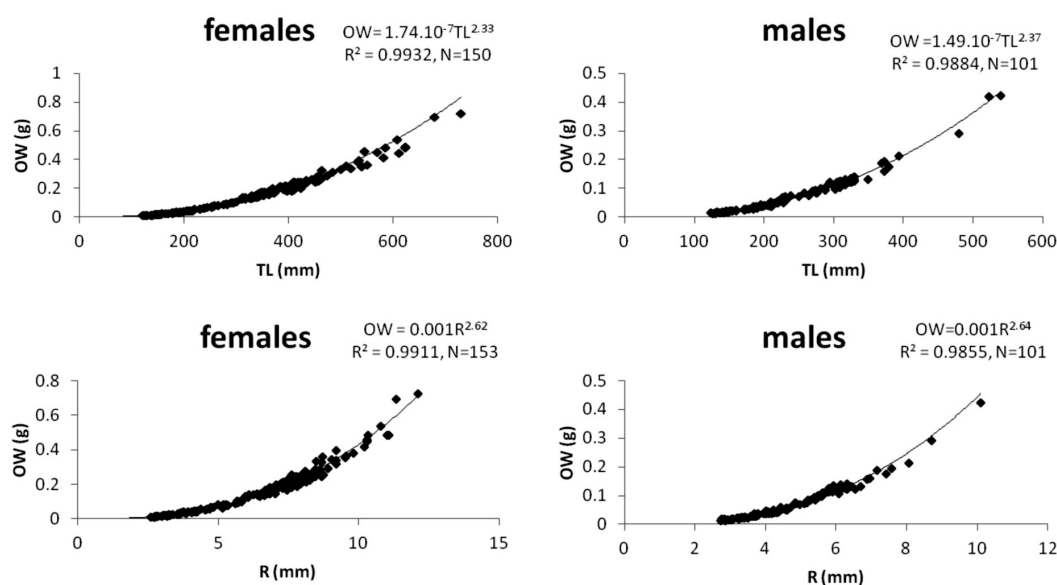 females
OW = 1.74.10⁻⁷TL²·³³
R² = 0.9932, N=150
1
0.8
0.6
0.4
0.2
0
OW (g)
0 200 400 600 800
TL (mm)
males
OW = 1.49.10⁻⁷TL²·³⁷
R² = 0.9884, N=101
0.5
0.4
0.3
0.2
0.1
0
OW (g)
0 100 200 300 400 500 600
TL (mm)
females
OW = 0.001R²·⁶²
R² = 0.9911, N=153
0.8
0.6
0.4
0.2
0
OW (g)
0 5 10 15
R (mm)
males
OW=0.001R²·⁶⁴
R² = 0.9855, N=101
0.5
0.4
0.3
0.2
0.1
0
OW (g)
0 2 4 6 8 10 12
R (mm)